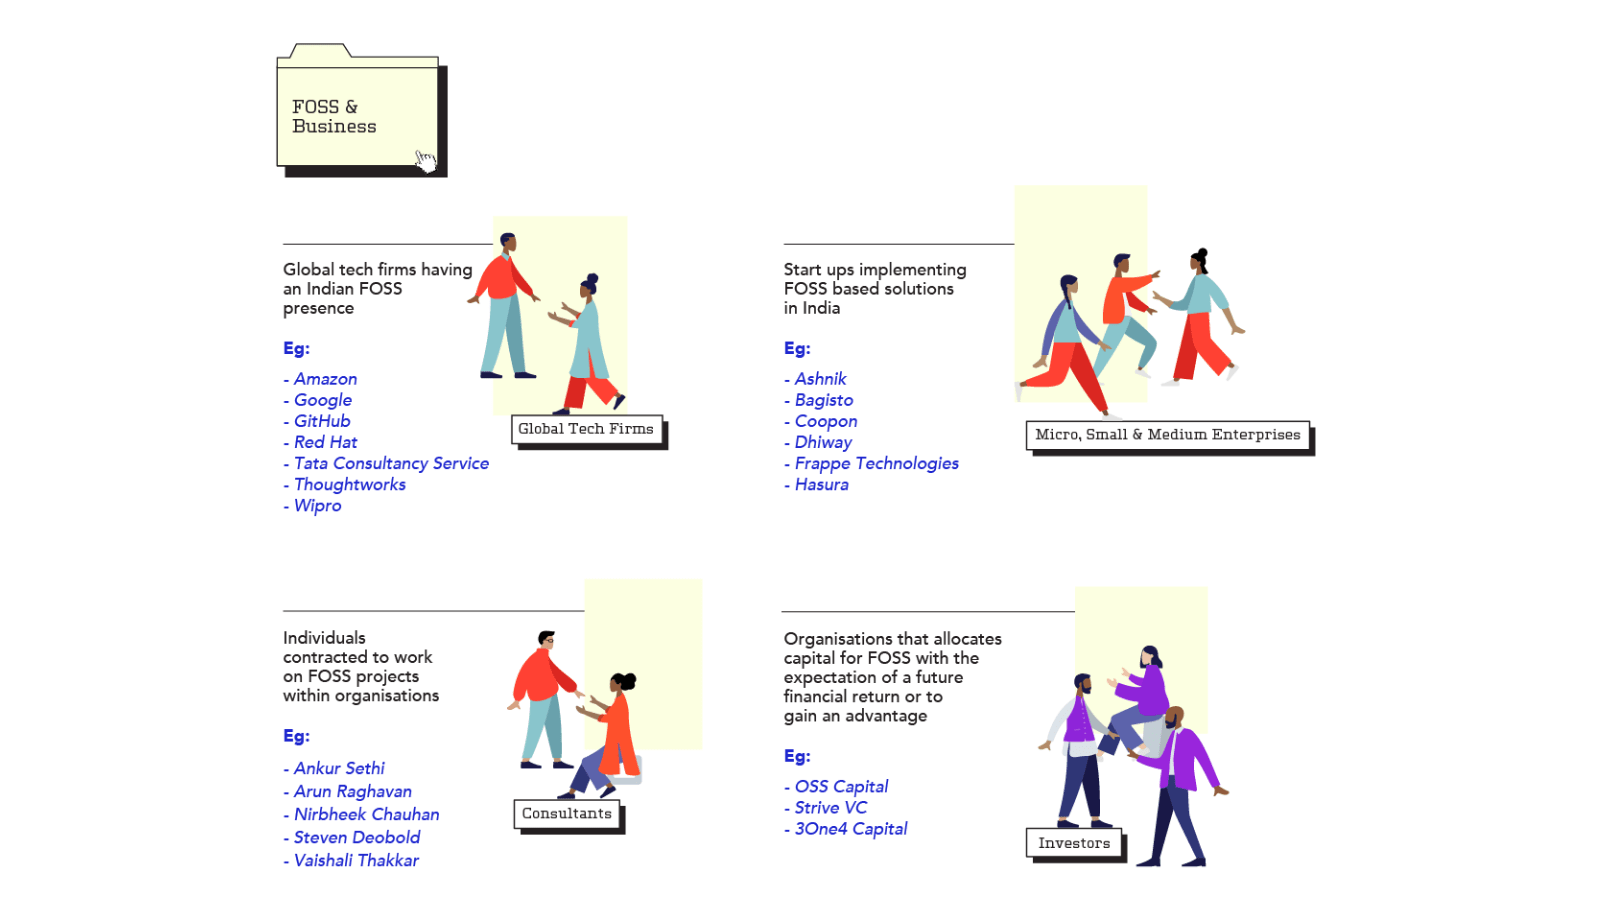 FOSS &
Business
Global tech firms having
an Indian FOSS
presence
Eg:
- Amazon
- Google
- GitHub
- Red Hat
- Tata Consultancy Service
- Thoughtworks
- Wipro
Global Tech Firms
Start ups implementing
FOSS based solutions
in India
Eg:
- Ashnik
- Bagisto
- Coopon
- Dhiway
- Frappe Technologies
- Hasura
Micro, Small & Medium Enterprises
Individuals
contracted to work
on FOSS projects
within organisations
Eg:
- Ankur Sethi
- Arun Raghavan
- Nirbheek Chauhan
- Steven Deobold
- Vaishali Thakkar
Consultants
Organisations that allocates
capital for FOSS with the
expectation of a future
financial return or to
gain an advantage
Eg:
- OSS Capital
- Strive VC
- 3One4 Capital
Investors